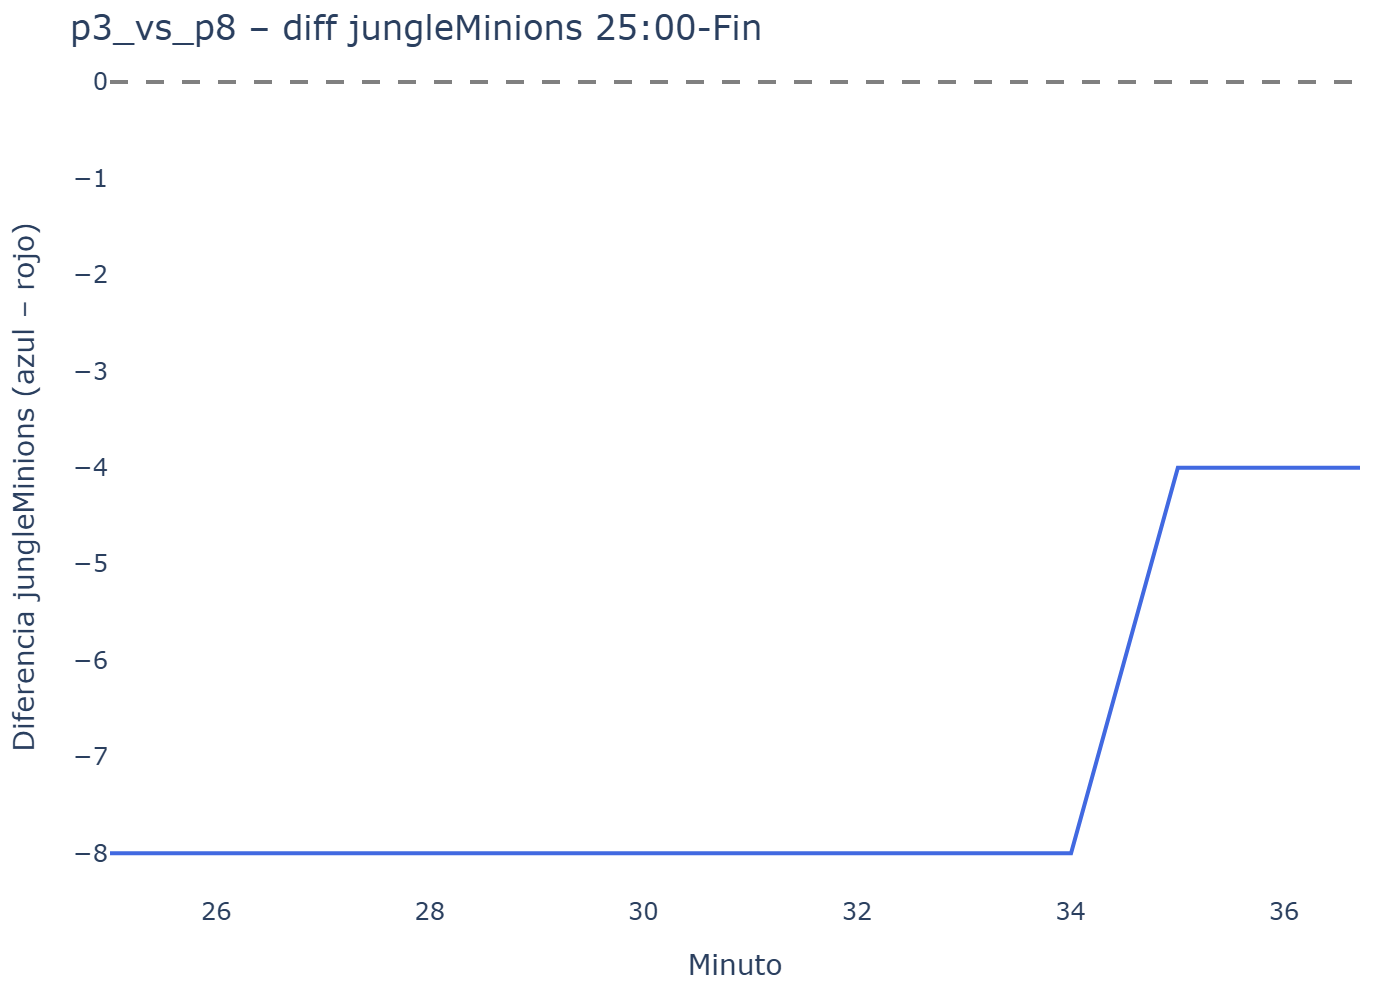 p3_vs_p8 – diff jungleMinions 25:00-Fin
0
−1
−2
−3
−4
−5
−6
−7
−8
Diferencia jungleMinions (azul – rojo)
26 28 30 32 34 36
Minuto